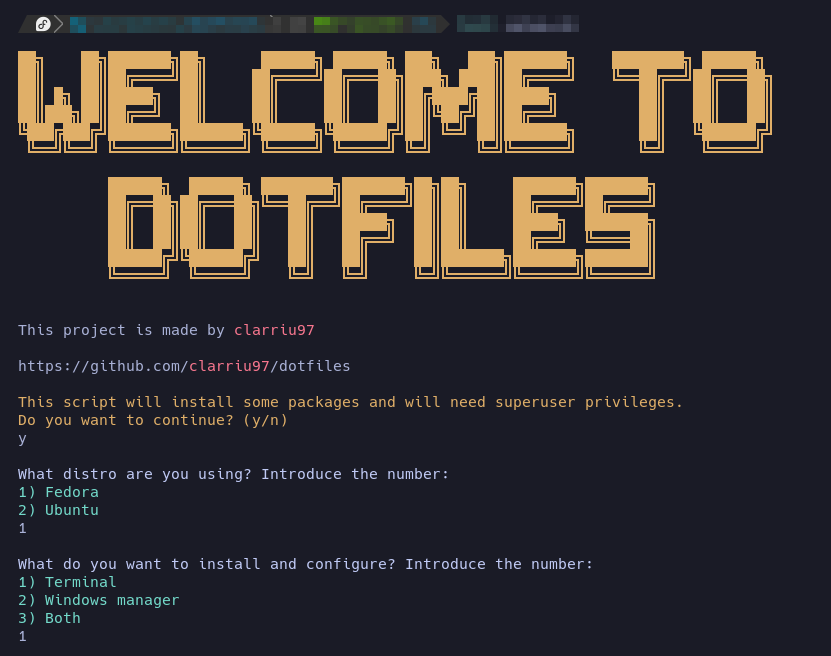 WELCOME TO
DOTFILES
This project is made by clarriu97
https://github.com/clarriu97/dotfiles
This script will install some packages and will need superuser privileges.
Do you want to continue? (y/n)
y
What distro are you using? Introduce the number:
1) Fedora
2) Ubuntu
1
What do you want to install and configure? Introduce the number:
1) Terminal
2) Windows manager
3) Both
1